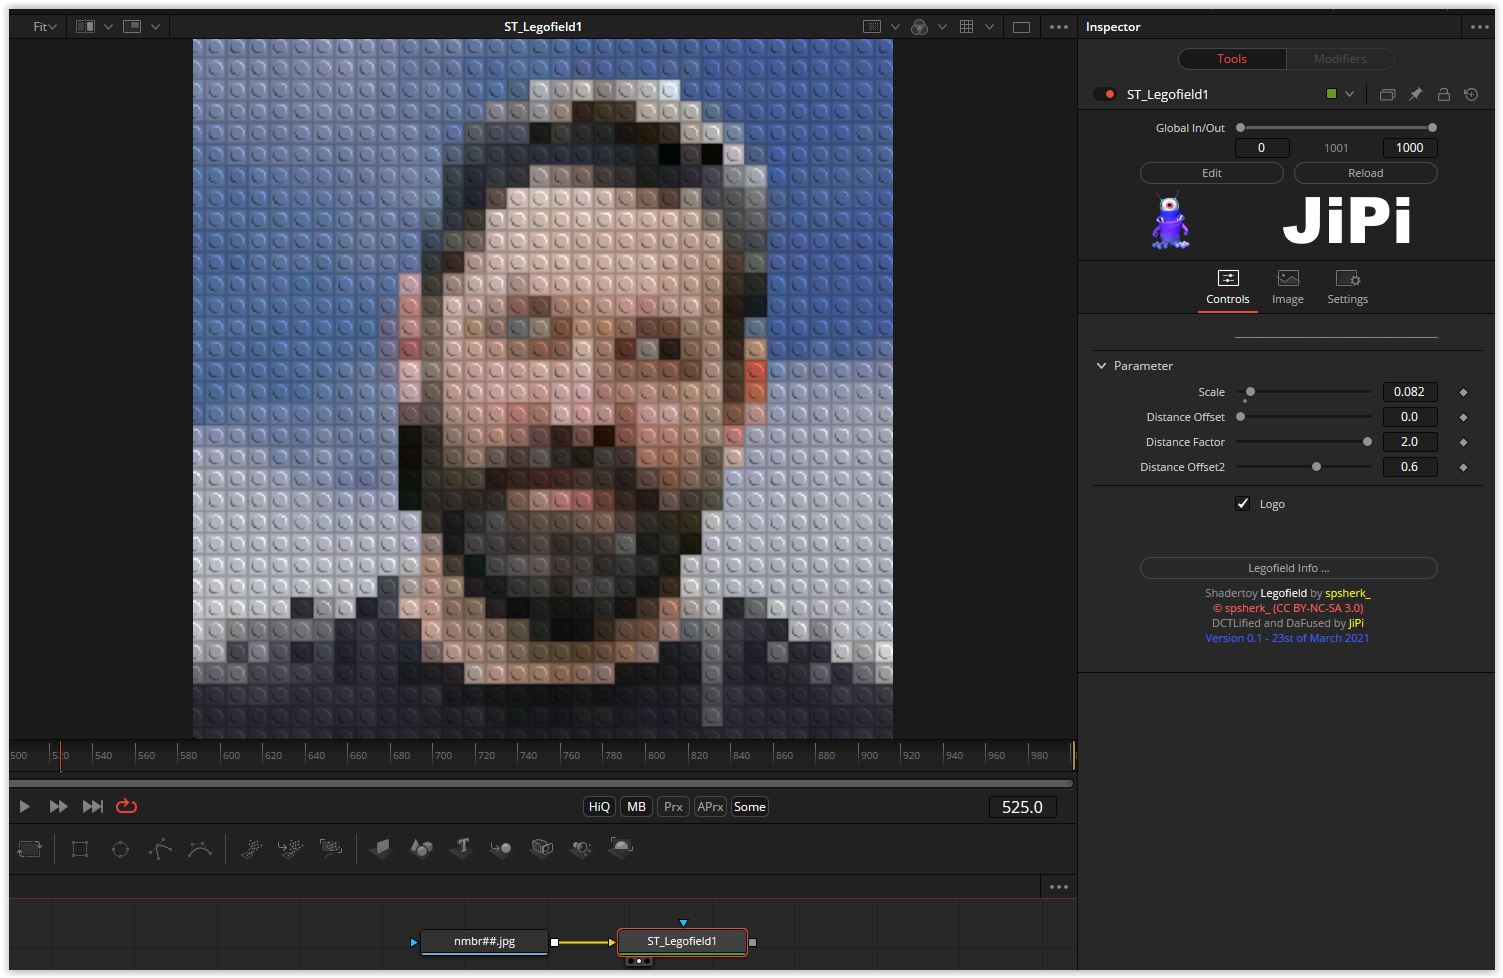 Fit
ST_Legofield1
Inspector
Tools
Modifiers
ST_Legofield1
Global In/Out
0
1001
1000
Edit
Reload
JiPi
Controls
Image
Settings
Parameter
Scale
0.082
Distance Offset
0.0
Distance Factor
2.0
Distance Offset2
0.6
Logo
Legofield Info ...
Shadertoy Legofield by spsherk_
© spsherk_ (CC BY-NC-SA 3.0)
DCTLified and DaFused by JiPi
Version 0.1 - 23st of March 2021
500 520 540 560 580 600 620 640 660 680 700 720 740 760 780 800 820 840 860 880 900 920 940 960 980
HiQ MB Prx APrx Some
525.0
nmbr##.jpg
ST_Legofield1